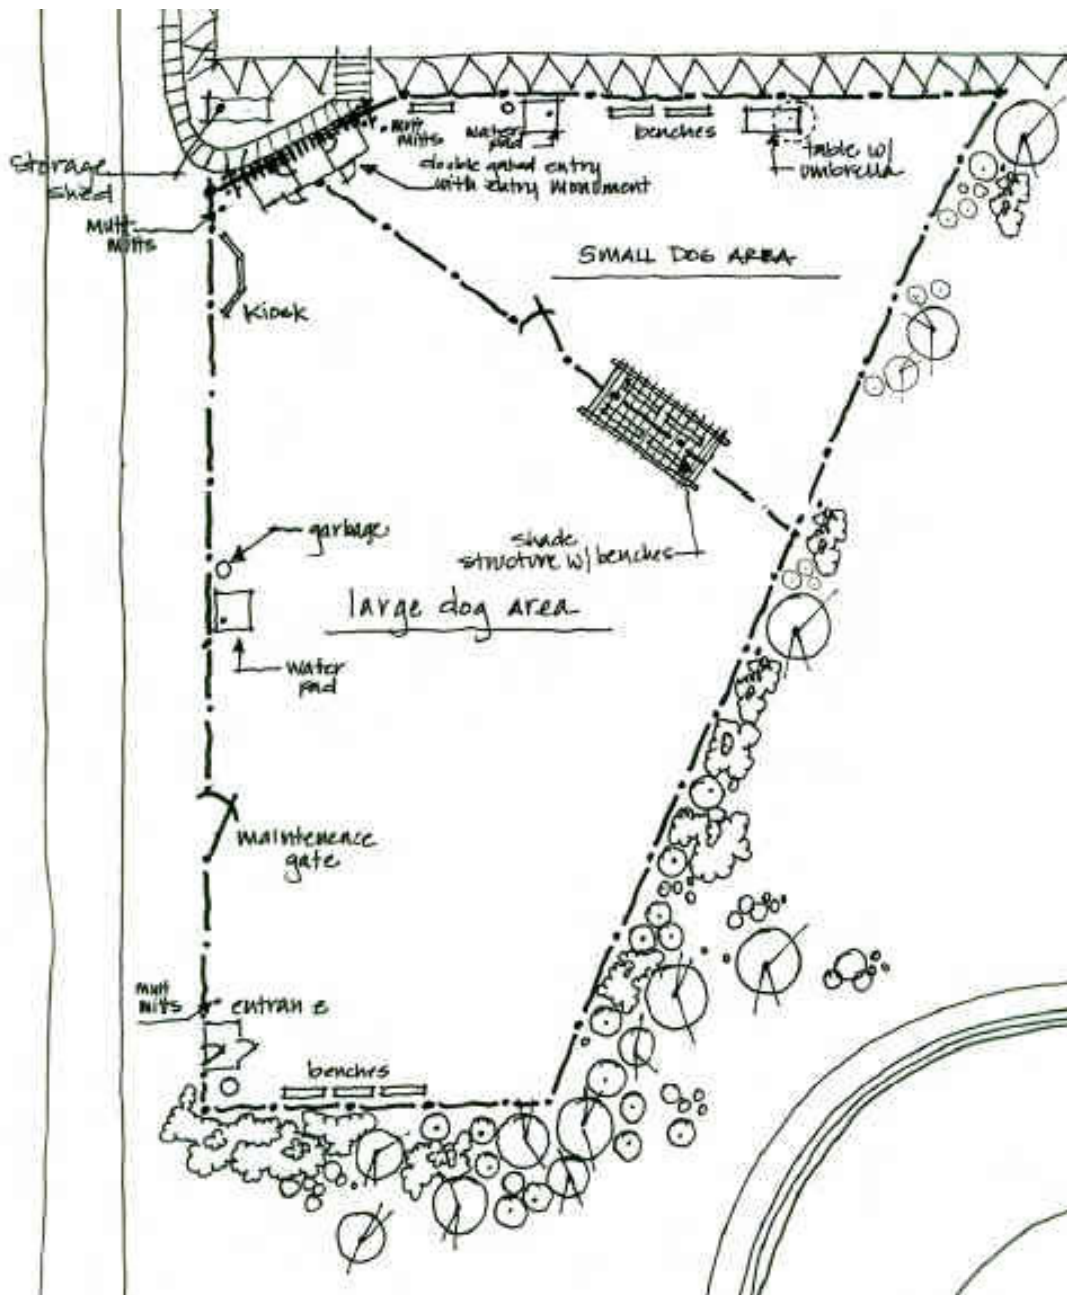 mutt
mitts
water
pad
benches
table w/
umbrella
double gated entry
with entry monument
Storage
shed
Mutt
mitts
SMALL DOG AREA
Kiosk
garbage
shade
structure w/ benches
large dog area
water
pad
maintenence
gate
mutt
mitts
entran e
benches